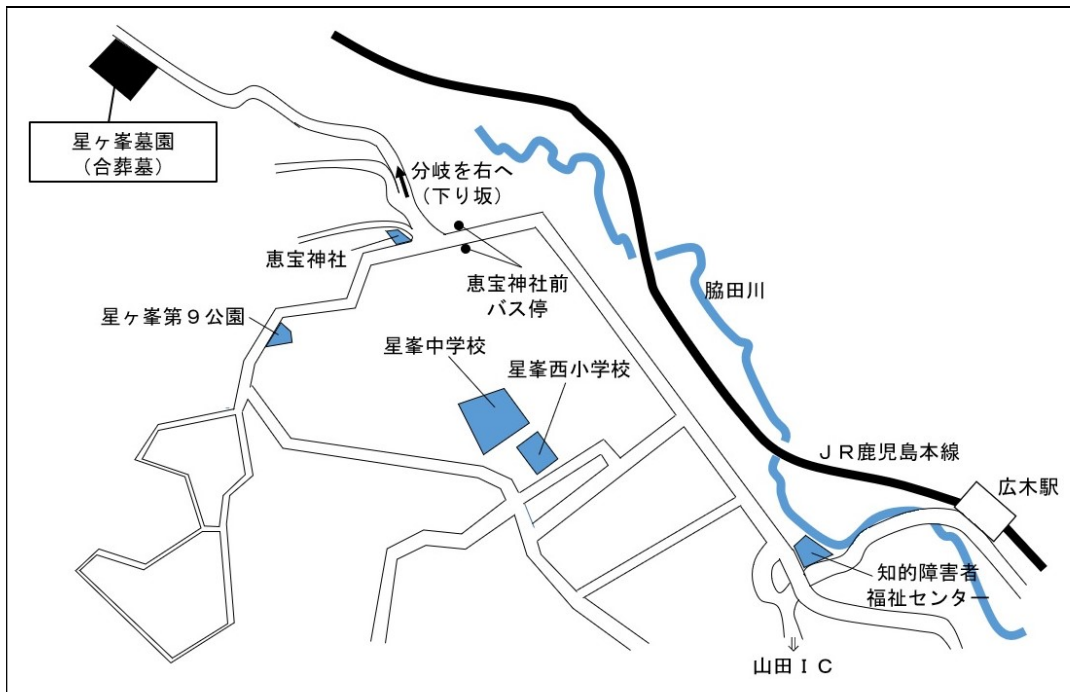 星ヶ峯墓園
（合葬墓）
分岐を右へ
（下り坂）
恵宝神社
恵宝神社前
バス停
脇田川
星ヶ峯第９公園
星峯中学校
星峯西小学校
ＪＲ鹿児島本線
広木駅
知的障害者
福祉センター
⇓
山田ＩＣ